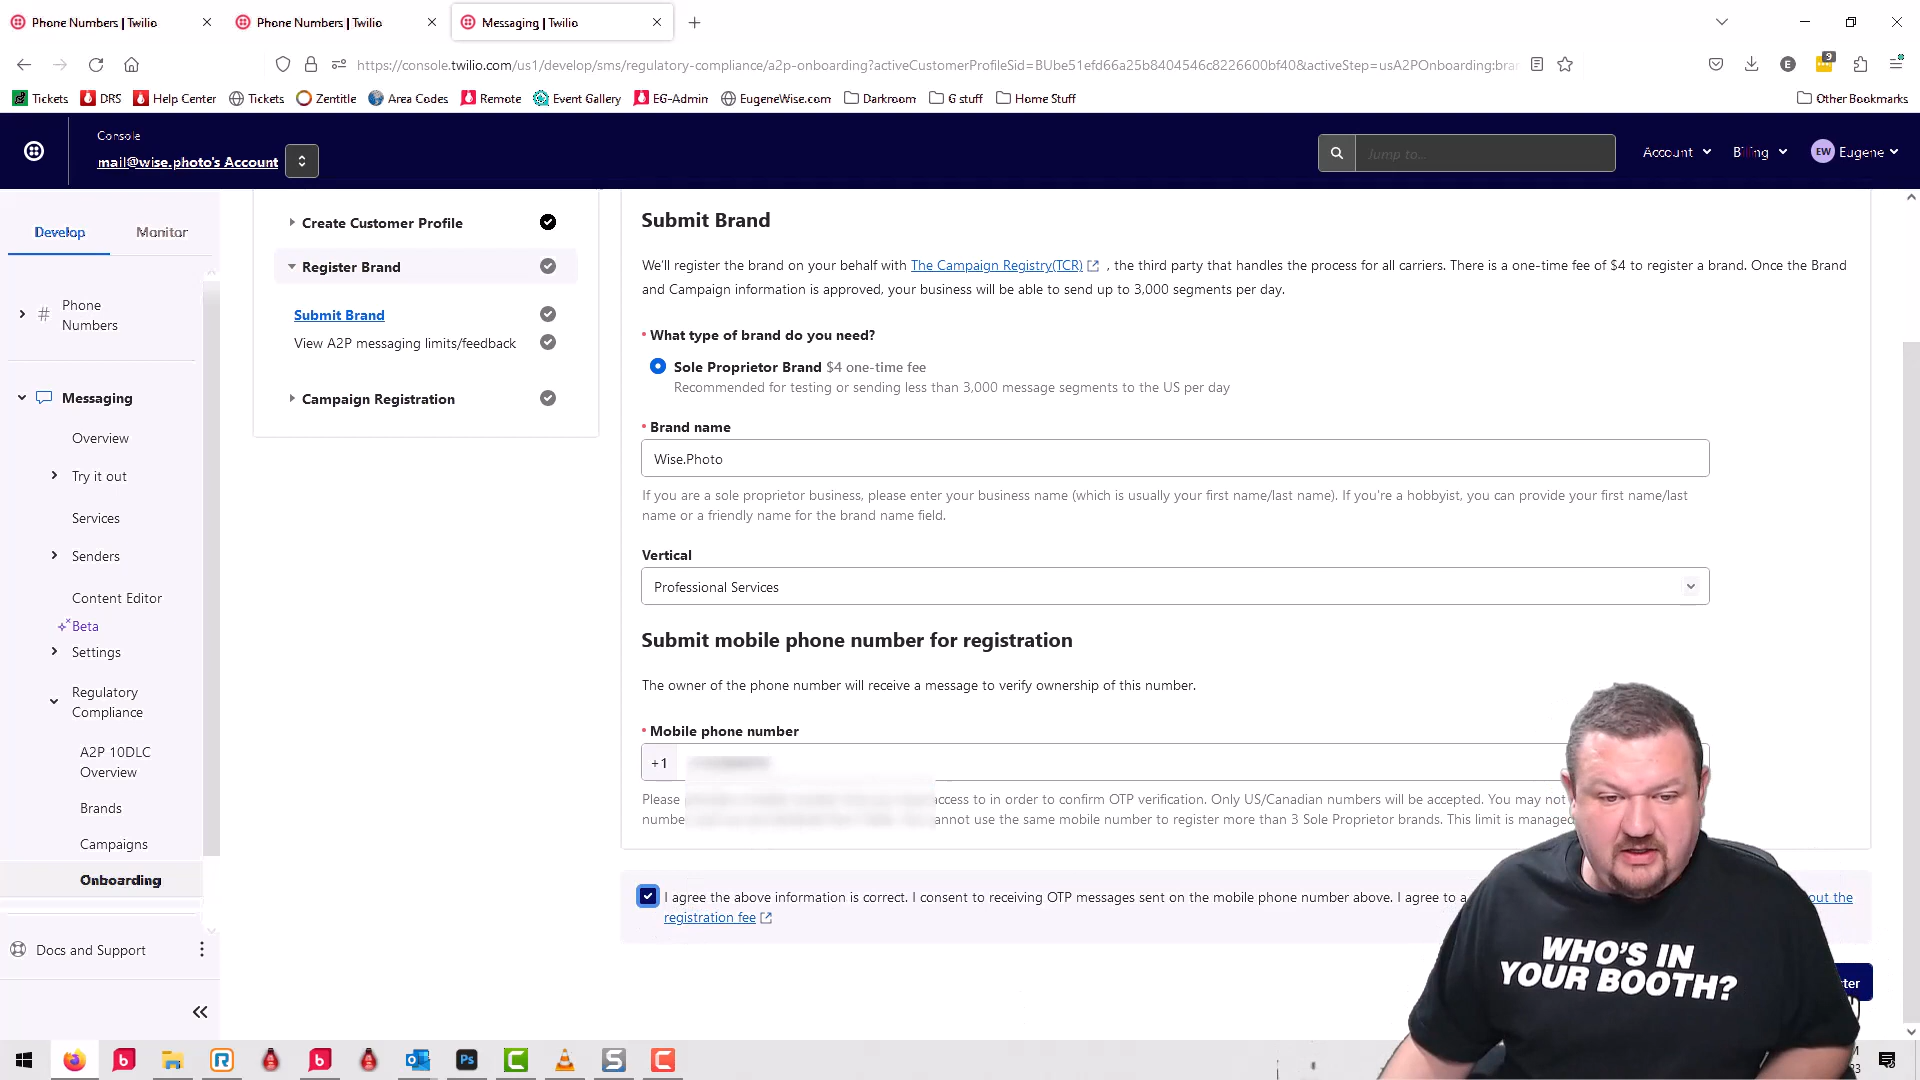 Phone Numbers | Twilio
Phone Numbers | Twilio
Messaging | Twilio
https://console.twilio.com/us1/develop/sms/regulatory-compliance/a2p-onboarding?activeCustomerProfileSid=BUbe51efd66a25b8404546c8226600bf40&activeStep=usA2POnboarding:bra
9
Tickets
DRS
Help Center
Tickets
Zentitle
Area Codes
Remote
Event Gallery
EG-Admin
EugeneWise.com
Darkroom
G stuff
Home Stuff
Other Bookmarks
Console
mail@wise.photo's Account
Jump to...
Account
Billing
EW
Eugene
Develop
Monitor
# Phone Numbers
Messaging
Overview
Try it out
Services
Senders
Content Editor
Beta
Settings
Regulatory
Compliance
A2P 10DLC
Overview
Brands
Campaigns
Onboarding
Docs and Support
Create Customer Profile
Register Brand
Submit Brand
View A2P messaging limits/feedback
Campaign Registration
Submit Brand
We'll register the brand on your behalf with The Campaign Registry(TCR) , the third party that handles the process for all carriers. There is a one-time fee of $4 to register a brand. Once the Brand
and Campaign information is approved, your business will be able to send up to 3,000 segments per day.
* What type of brand do you need?
Sole Proprietor Brand $4 one-time fee
Recommended for testing or sending less than 3,000 message segments to the US per day
* Brand name
Wise.Photo
If you are a sole proprietor business, please enter your business name (which is usually your first name/last name). If you're a hobbyist, you can provide your first name/last
name or a friendly name for the brand name field.
Vertical
Professional Services
Submit mobile phone number for registration
The owner of the phone number will receive a message to verify ownership of this number.
* Mobile phone number
+1
Please access to in order to confirm OTP verification. Only US/Canadian numbers will be accepted. You may not
number cannot use the same mobile number to register more than 3 Sole Proprietor brands. This limit is managed
I agree the above information is correct. I consent to receiving OTP messages sent on the mobile phone number above. I agree to a out the
registration fee
ter
WHO'S IN
YOUR BOOTH?